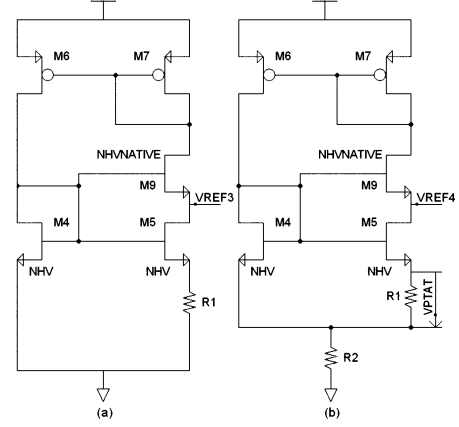 M6 M7 M6 M7
NHVNATIVE NHVNATIVE
M9 M9
VREF3 VREF4
M4 M5 M4 M5
NHV NHV NHV NHV
R1 R1 VPTAT
R2
(a) (b)